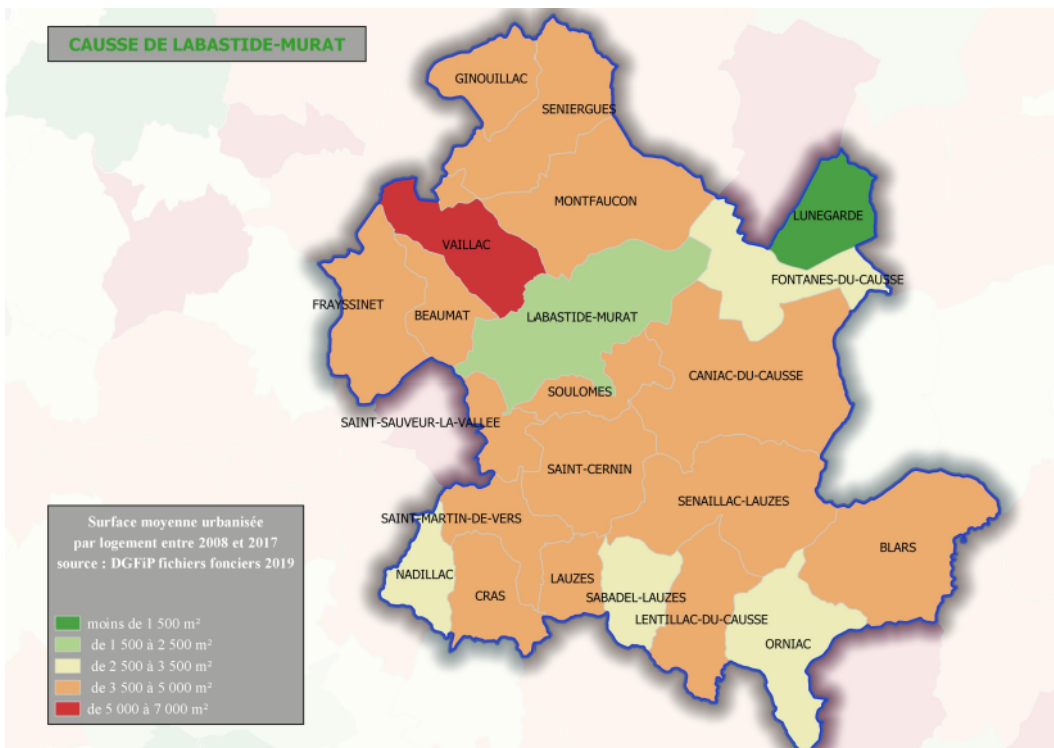 CAUSSE DE LABASTIDE-MURAT
GINOUILLAC
SENIERGUES
MONTFAUCON
LUNEGARDE
VAILLAC
FONTANES-DU-CAUSSE
FRAYSSINET
BEAUMAT
LABASTIDE-MURAT
CANIAC-DU-CAUSSE
SOULOMES
SAINT-SAUVEUR-LA-VALLEE
SAINT-CERNIN
SENAILLAC-LAUZES
SAINT-MARTIN-DE-VERS
BLARS
NADILLAC
LAUZES
CRAS
SABADEL-LAUZES
LENTILLAC-DU-CAUSSE
ORNIAC
Surface moyenne urbanisée
par logement entre 2008 et 2017
source : DGFiP fichiers fonciers 2019
moins de 1 500 m²
de 1 500 à 2 500 m²
de 2 500 à 3 500 m²
de 3 500 à 5 000 m²
de 5 000 à 7 000 m²